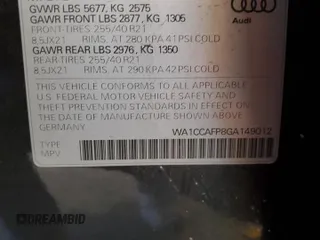 GVWR LBS 5677, KG 2575
GAWR FRONT LBS 2877, KG 1305
FRONT TIRES 255/40 R21
8.5JX21 RIMS, AT 280 KPA 41 PSI COLD
GAWR REAR LBS 2976, KG 1350
REAR TIRES 255/40 R21
8.5JX21 RIMS, AT 290 KPA 42 PSI COLD
THIS VEHICLE CONFORMS TO ALL APPLICABLE
U.S. FEDERAL MOTOR VEHICLE SAFETY AND
THEFT PREVENTION STANDARDS IN EFFECT ON
THE DATE OF MANUFACTURE SHOWN ABOVE
GERMANY WA1CCAFP8GA149012
TYPE
MPV
Audi
DREAMBID